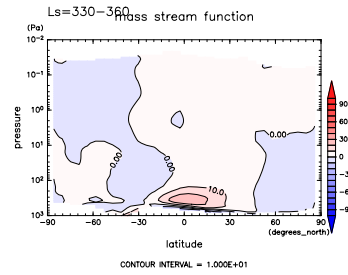 Ls=330-360
mass stream function
(Pa)
10⁻²
10⁻¹
10⁰
10¹
10²
10³
pressure
0.00
0.00
0.00
10.0
−90 −60 −30 0 30 60 90
(degrees_north)
latitude
90
60
30
0
−3
−6
−9
CONTOUR INTERVAL = 1.000E+01